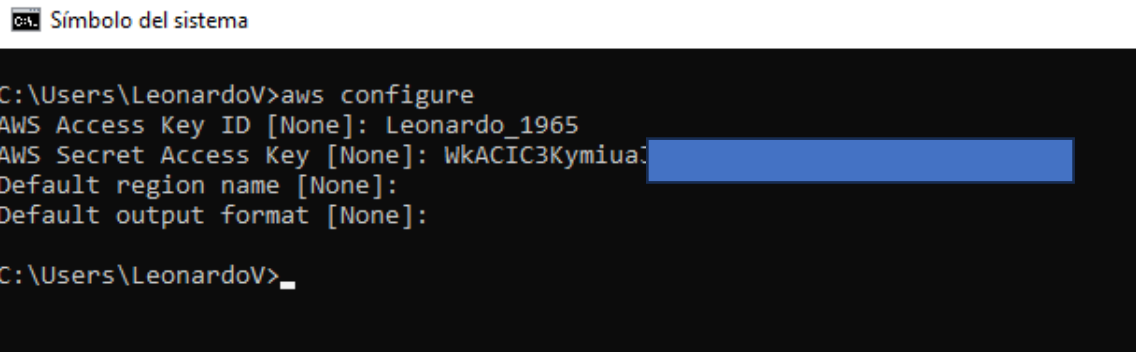 Símbolo del sistema
C:\Users\LeonardoV>aws configure
AWS Access Key ID [None]: Leonardo_1965
AWS Secret Access Key [None]: WkACIC3Kymiua
Default region name [None]:
Default output format [None]:
C:\Users\LeonardoV>